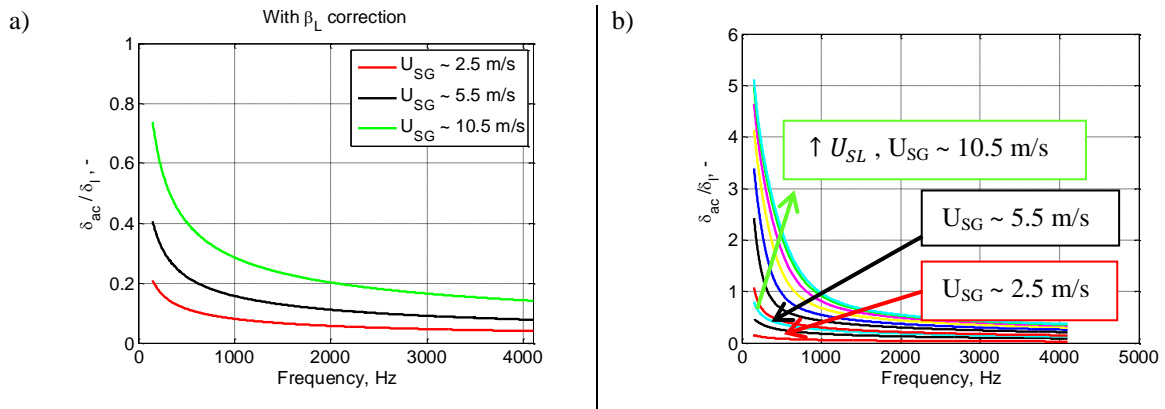 a)
With β_L correction
δ_ac / δ_l, -
1
0.8
0.6
0.4
0.2
0
0 1000 2000 3000 4000
Frequency, Hz
U_SG ~ 2.5 m/s
U_SG ~ 5.5 m/s
U_SG ~ 10.5 m/s
b)
δ_ac/δ_l, -
6
5
4
3
2
1
0
0 1000 2000 3000 4000 5000
Frequency, Hz
↑ U_SL , U_SG ~ 10.5 m/s
U_SG ~ 5.5 m/s
U_SG ~ 2.5 m/s